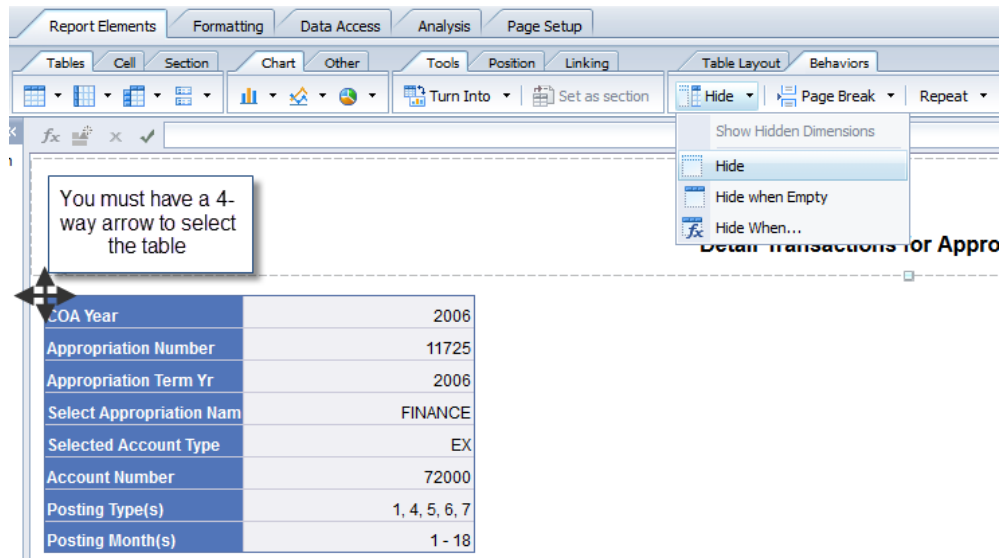 Report Elements Formatting Data Access Analysis Page Setup
Tables Cell Section Chart Other Tools Position Linking Table Layout Behaviors
Turn Into Set as section Hide Page Break Repeat
Show Hidden Dimensions
Hide
Hide when Empty
Hide When...
You must have a 4-
way arrow to select
the table
Detail Transactions for Appro
COA Year 2006
Appropriation Number 11725
Appropriation Term Yr 2006
Select Appropriation Nam FINANCE
Selected Account Type EX
Account Number 72000
Posting Type(s) 1, 4, 5, 6, 7
Posting Month(s) 1 - 18